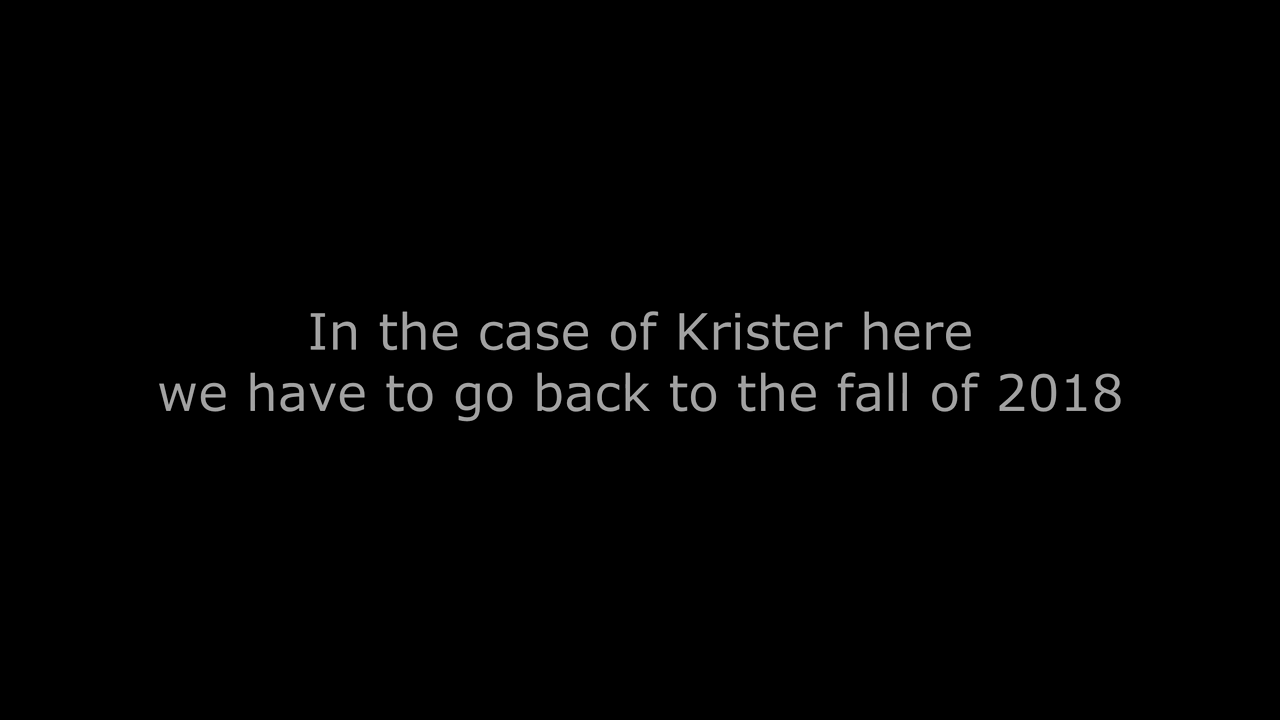 In the case of Krister here
we have to go back to the fall of 2018